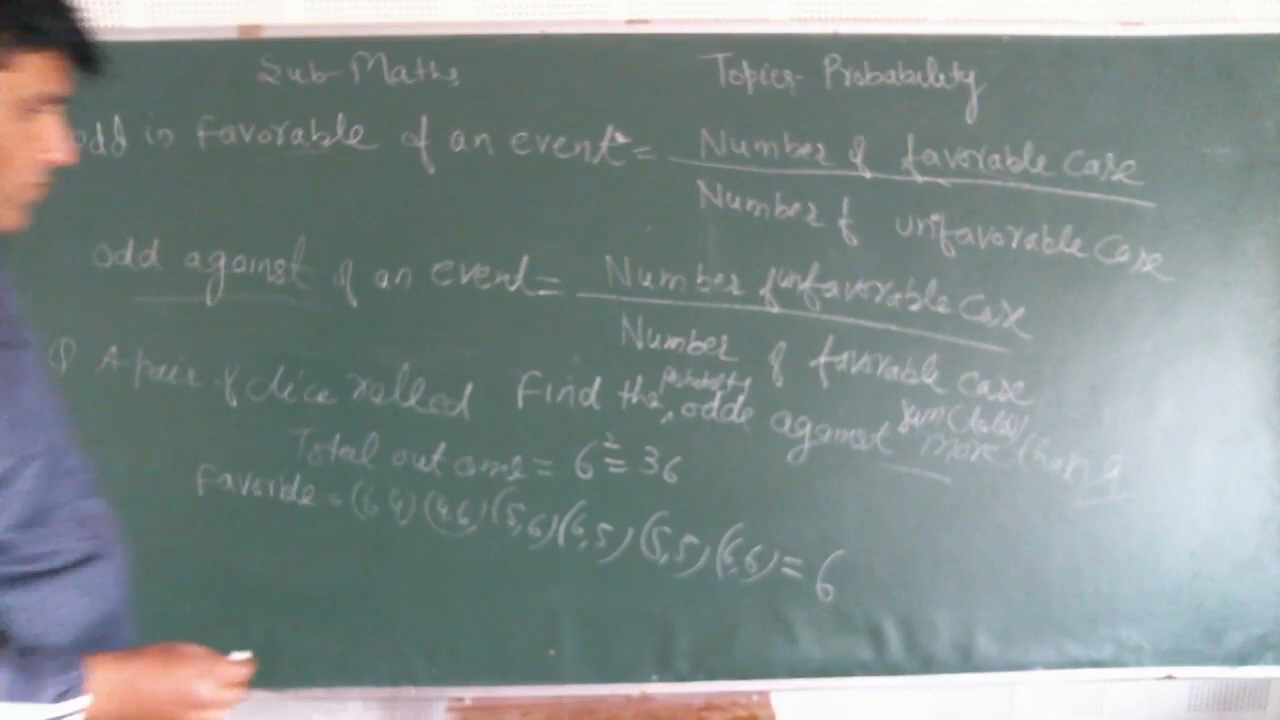 Sub- Maths Topics- Probability
odd in favorable of an event = Number of favorable case
Number of unfavorable case
odd against of an event = Number of unfavorable case
Number of favorable case
A pair of dice rolled Find the probability odds against sum (total) more than 9
Total out = 6² = 36
= (6,4) (4,6) (5,6) (6,5) (5,5) (6,6) = 6